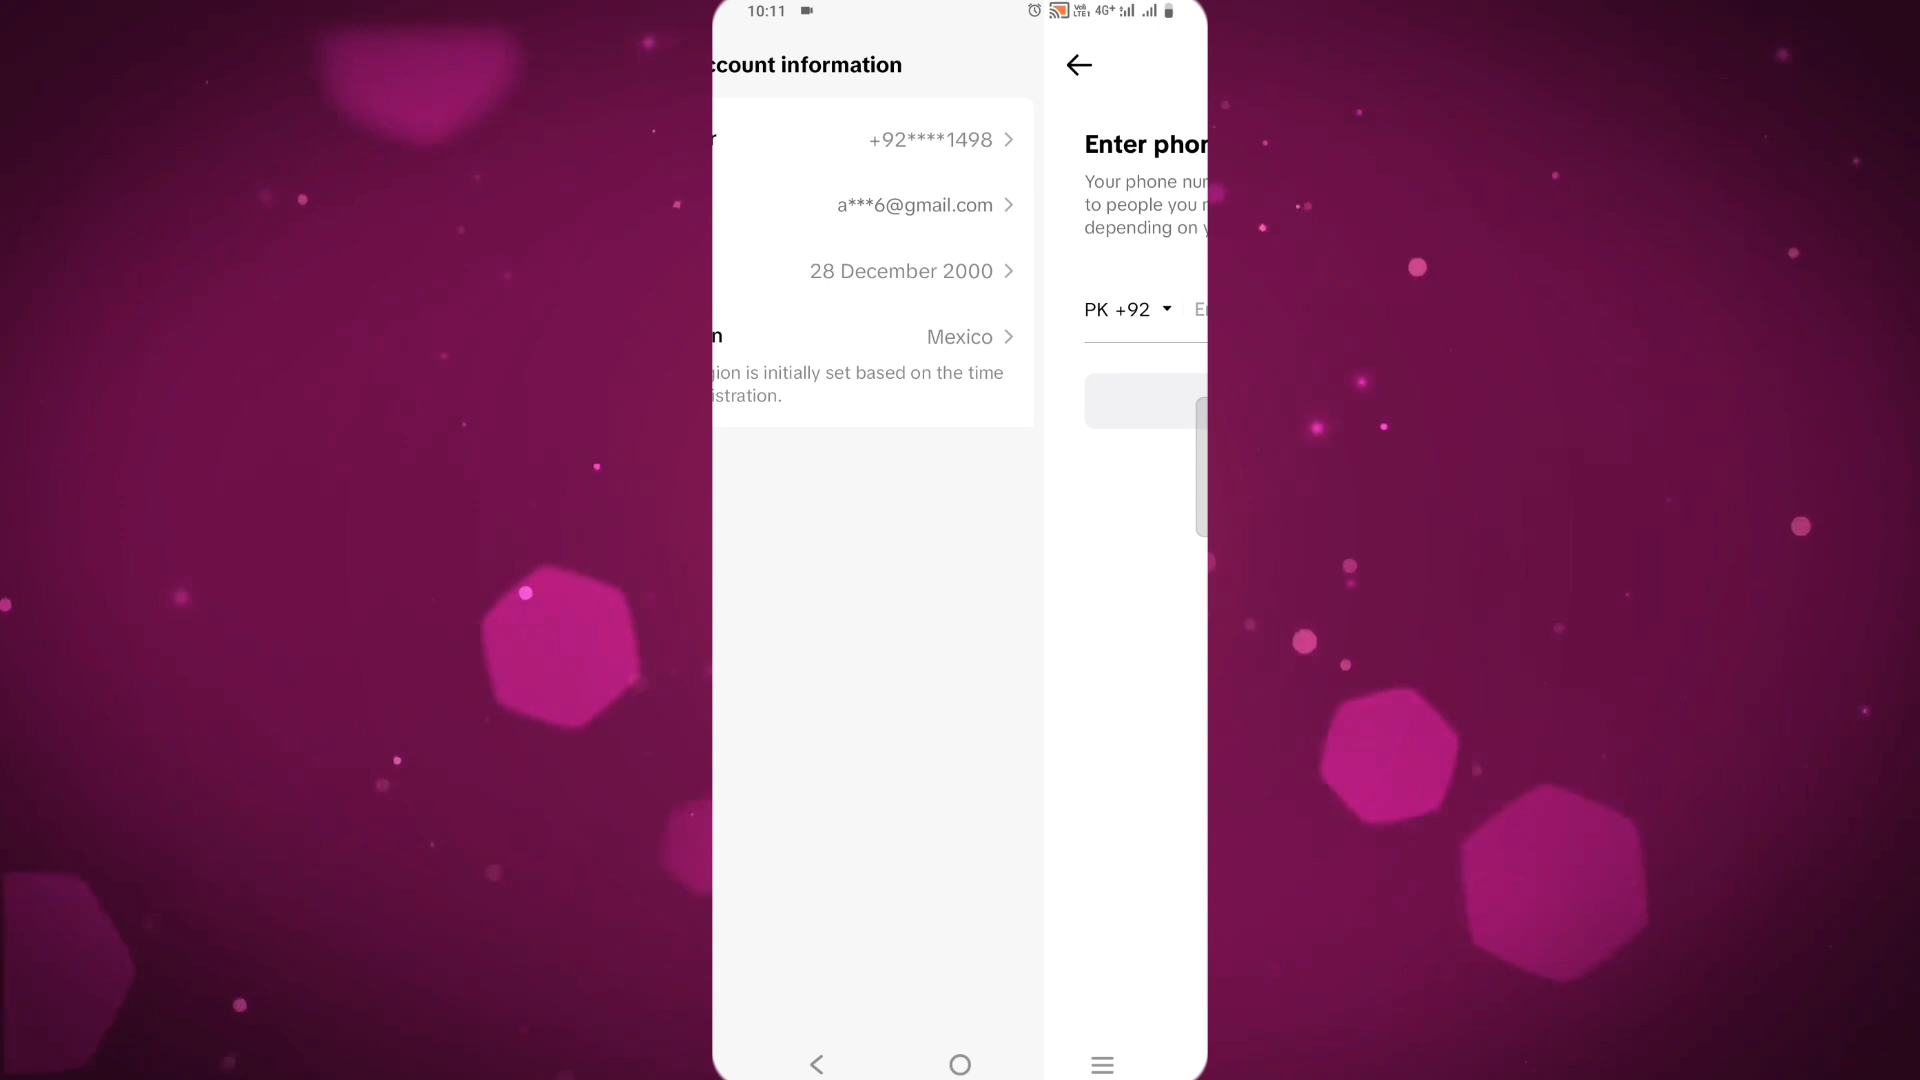 10:11
4G+
ccount information
+92****1498
a***6@gmail.com
28 December 2000
Mexico
gion is initially set based on the time
istration.
Enter phon
Your phone nur
to people you
depending on
PK +92